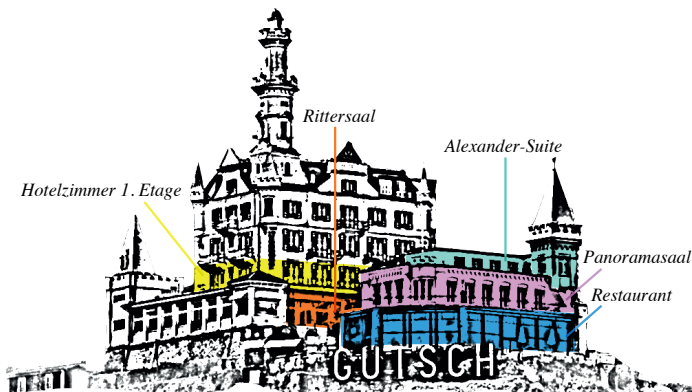 Rittersaal
Alexander-Suite
Hotelzimmer 1. Etage
Panoramasaal
Restaurant
GUTSCH